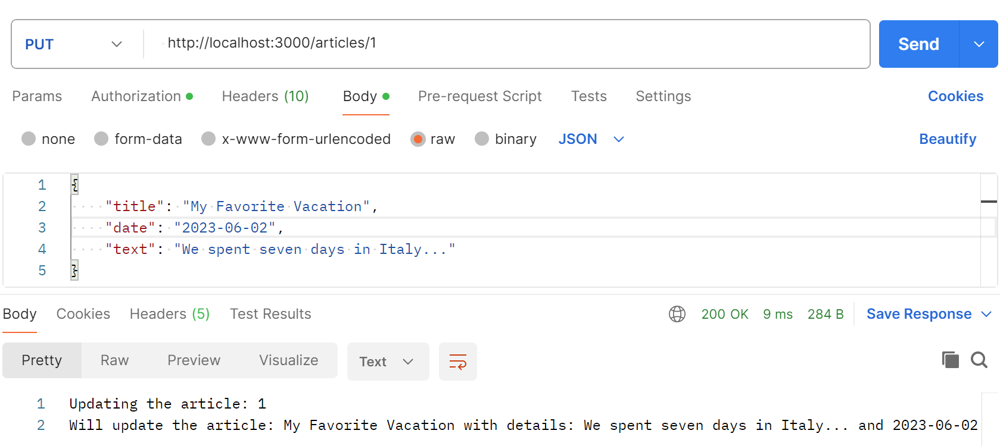 PUT http://localhost:3000/articles/1 Send
Params Authorization Headers (10) Body Pre-request Script Tests Settings Cookies
none form-data x-www-form-urlencoded raw binary JSON Beautify
1 {
2 "title": "My Favorite Vacation",
3 "date": "2023-06-02",
4 "text": "We spent seven days in Italy..."
5 }
Body Cookies Headers (5) Test Results 200 OK 9 ms 284 B Save Response
Pretty Raw Preview Visualize Text
1 Updating the article: 1
2 Will update the article: My Favorite Vacation with details: We spent seven days in Italy... and 2023-06-02